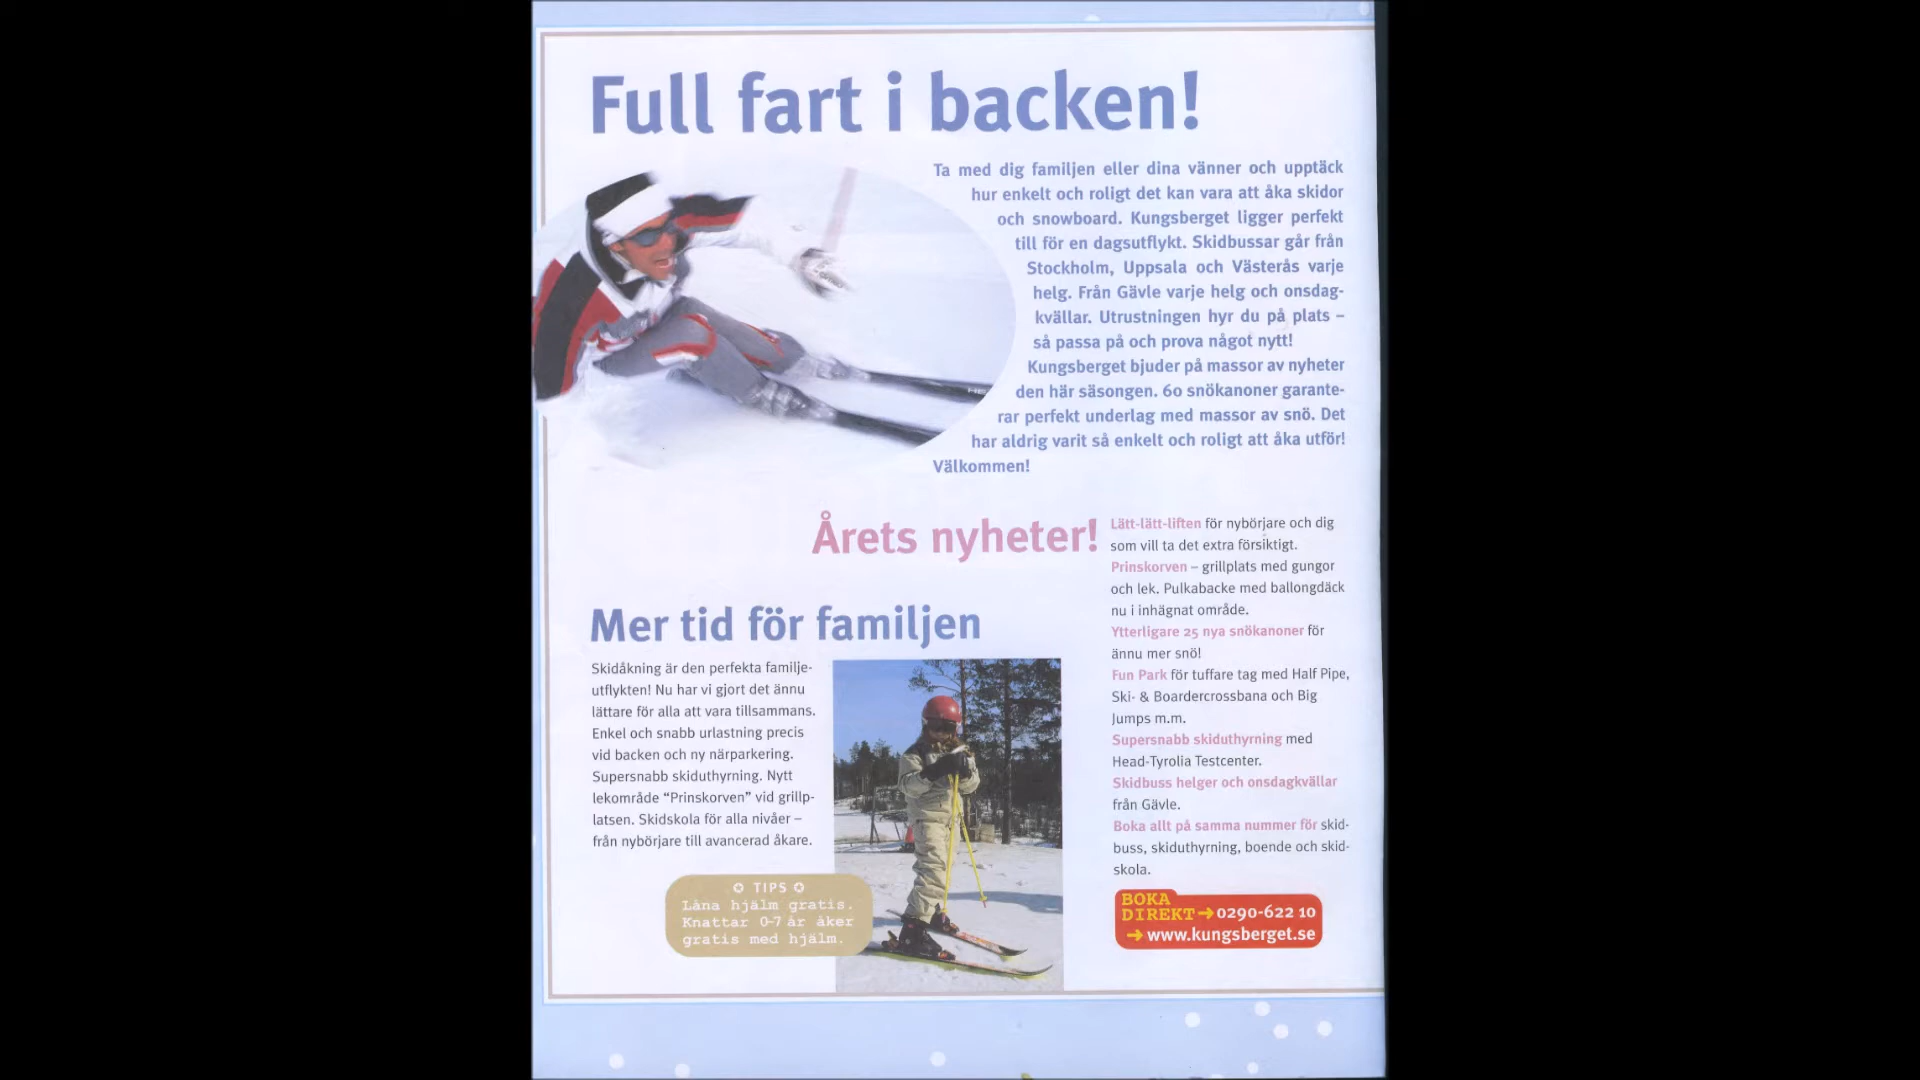 Full fart i backen!
Ta med dig familjen eller dina vänner och upptäck
hur enkelt och roligt det kan vara att åka skidor
och snowboard. Kungsberget ligger perfekt
till för en dagsutflykt. Skidbussar går från
Stockholm, Uppsala och Västerås varje
helg. Från Gävle varje helg och onsdag-
kvällar. Utrustningen hyr du på plats –
så passa på och prova något nytt!
Kungsberget bjuder på massor av nyheter
den här säsongen. 60 snökanoner garante-
rar perfekt underlag med massor av snö. Det
har aldrig varit så enkelt och roligt att åka utför!
Välkommen!
Årets nyheter!
Lätt-lätt-liften för nybörjare och dig
som vill ta det extra försiktigt.
Prinskorven – grillplats med gungor
och lek. Pulkabacke med ballongdäck
nu i inhägnat område.
Ytterligare 25 nya snökanoner för
ännu mer snö!
Fun Park för tuffare tag med Half Pipe,
Ski- & Boardercrossbana och Big
Jumps m.m.
Supersnabb skiduthyrning med
Head-Tyrolia Testcenter.
Skidbuss helger och onsdagkvällar
från Gävle.
Boka allt på samma nummer för skid-
buss, skiduthyrning, boende och skid-
skola.
BOKA
DIREKT ➔ 0290-622 10
➔ www.kungsberget.se
Mer tid för familjen
Skidåkning är den perfekta familje-
utflykten! Nu har vi gjort det ännu
lättare för alla att vara tillsammans.
Enkel och snabb urlastning precis
vid backen och ny närparkering.
Supersnabb skiduthyrning. Nytt
lekområde “Prinskorven” vid grillp-
latsen. Skidskola för alla nivåer –
från nybörjare till avancerad åkare.
✪ TIPS ✪
Låna hjälm gratis.
Knattar 0-7 år åker
gratis med hjälm.